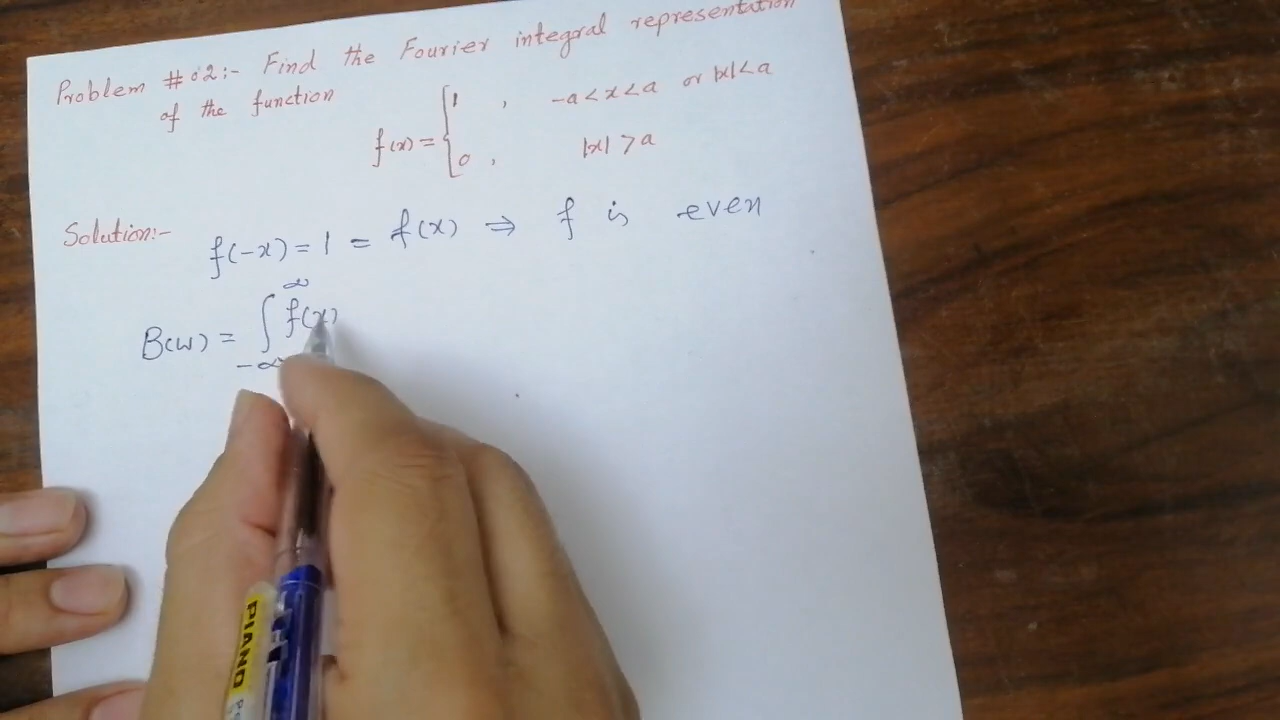 Problem #02:- Find the Fourier integral representation
of the function
f(x) = { 1 , -a < x < a or |x| < a
0 , |x| > a
Solution:-
f(-x) = 1 = f(x) ⇒ f is even
B(w) = ∫_{-∞}^{∞} f(x)
PIANO